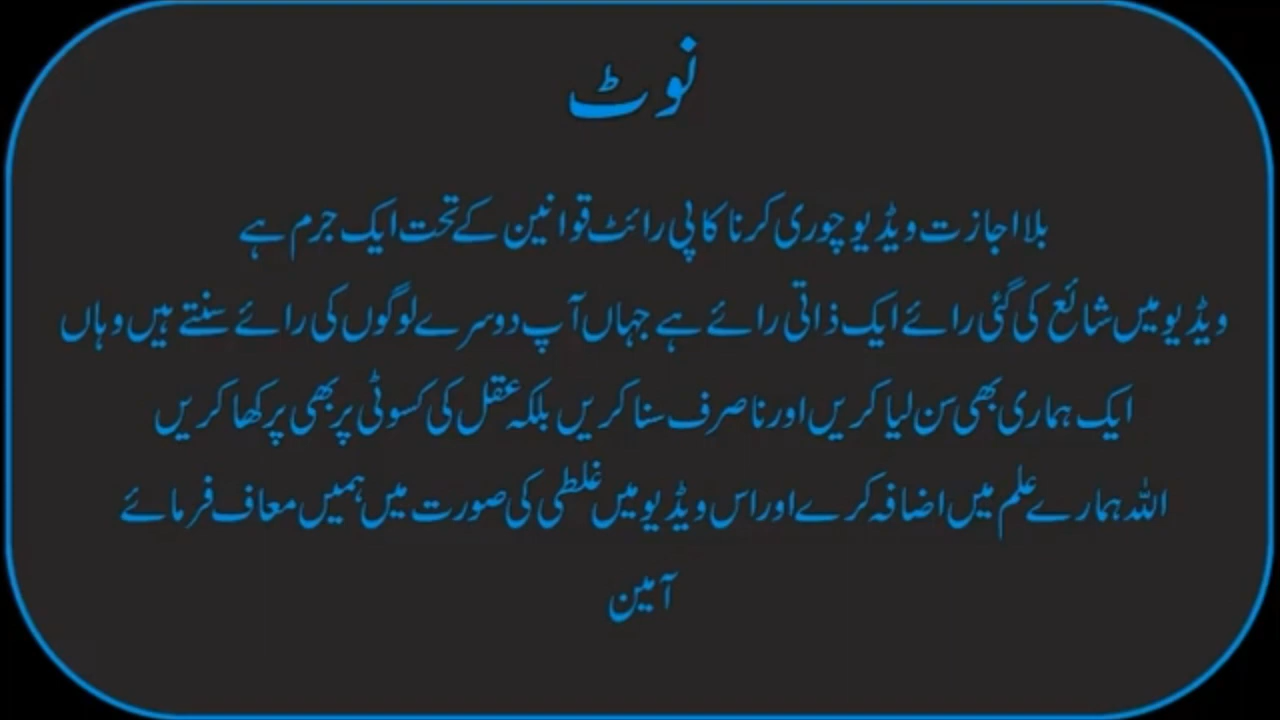 نوٹ
بلا اجازت ویڈیو چوری کرنا کاپی رائٹ قوانین کے تحت ایک جرم ہے
ویڈیو میں شائع کی گئی رائے ایک ذاتی رائے ہے جہاں آپ دوسرے لوگوں کی رائے سنتے ہیں وہاں
ایک ہماری بھی سن لیا کریں اور نا صرف سنا کریں بلکہ عقل کی کسوٹی پر بھی پرکھا کریں
اللہ ہمارے علم میں اضافہ کرے اور اس ویڈیو میں غلطی کی صورت میں ہمیں معاف فرمائے
آمین